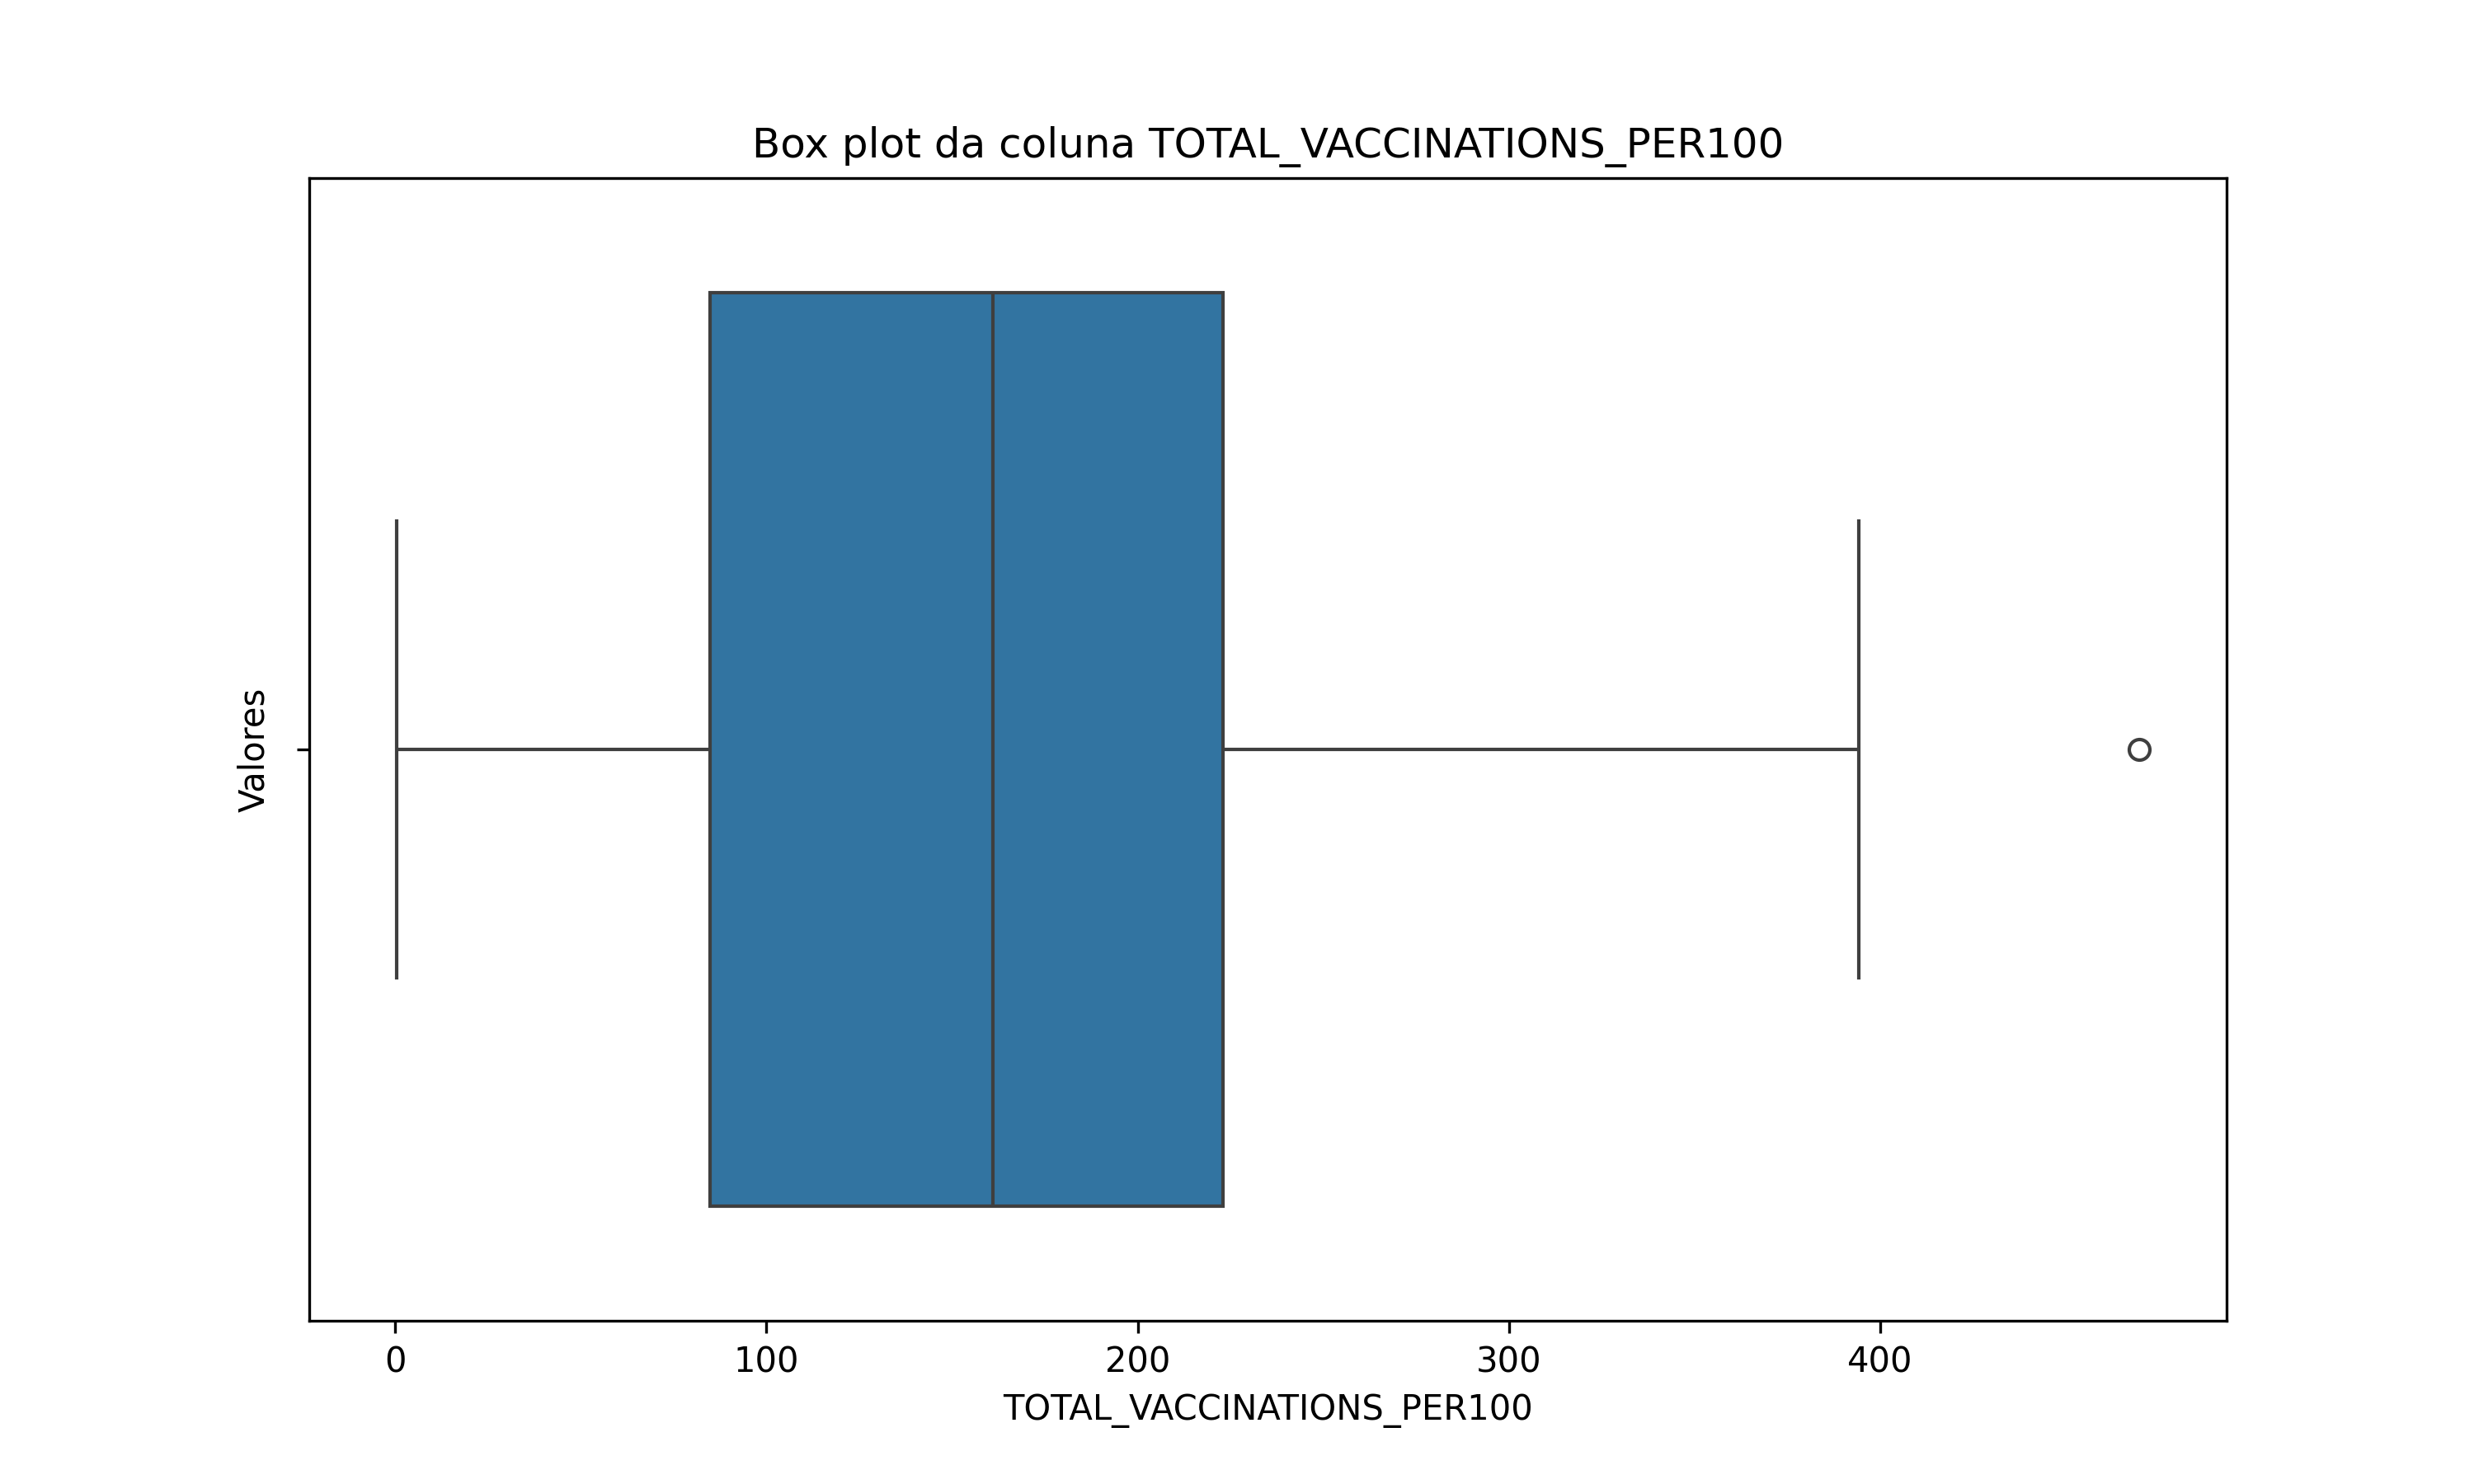 Box plot da coluna TOTAL_VACCINATIONS_PER100
Valores
0 100 200 300 400
TOTAL_VACCINATIONS_PER100